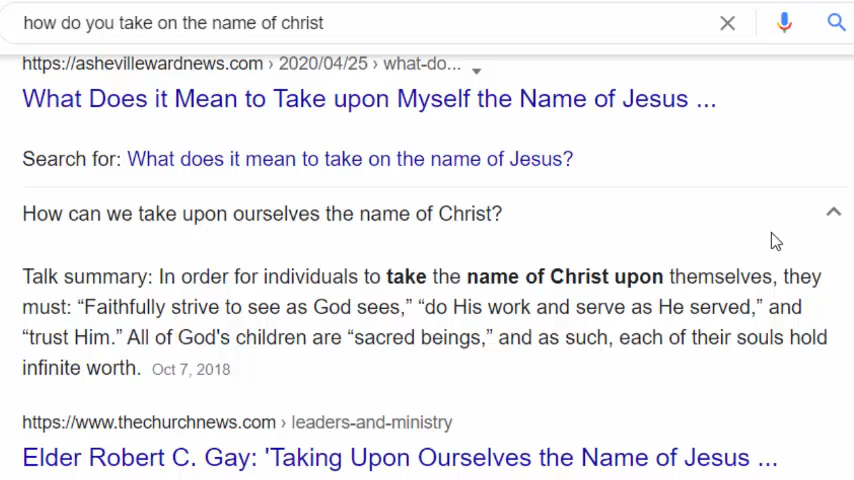 how do you take on the name of christ
https://ashevillewardnews.com › 2020/04/25 › what-do...
What Does it Mean to Take upon Myself the Name of Jesus ...
Search for: What does it mean to take on the name of Jesus?
How can we take upon ourselves the name of Christ?
Talk summary: In order for individuals to take the name of Christ upon themselves, they
must: “Faithfully strive to see as God sees,” “do His work and serve as He served,” and
“trust Him.” All of God's children are “sacred beings,” and as such, each of their souls hold
infinite worth. Oct 7, 2018
https://www.thechurchnews.com › leaders-and-ministry
Elder Robert C. Gay: 'Taking Upon Ourselves the Name of Jesus ...